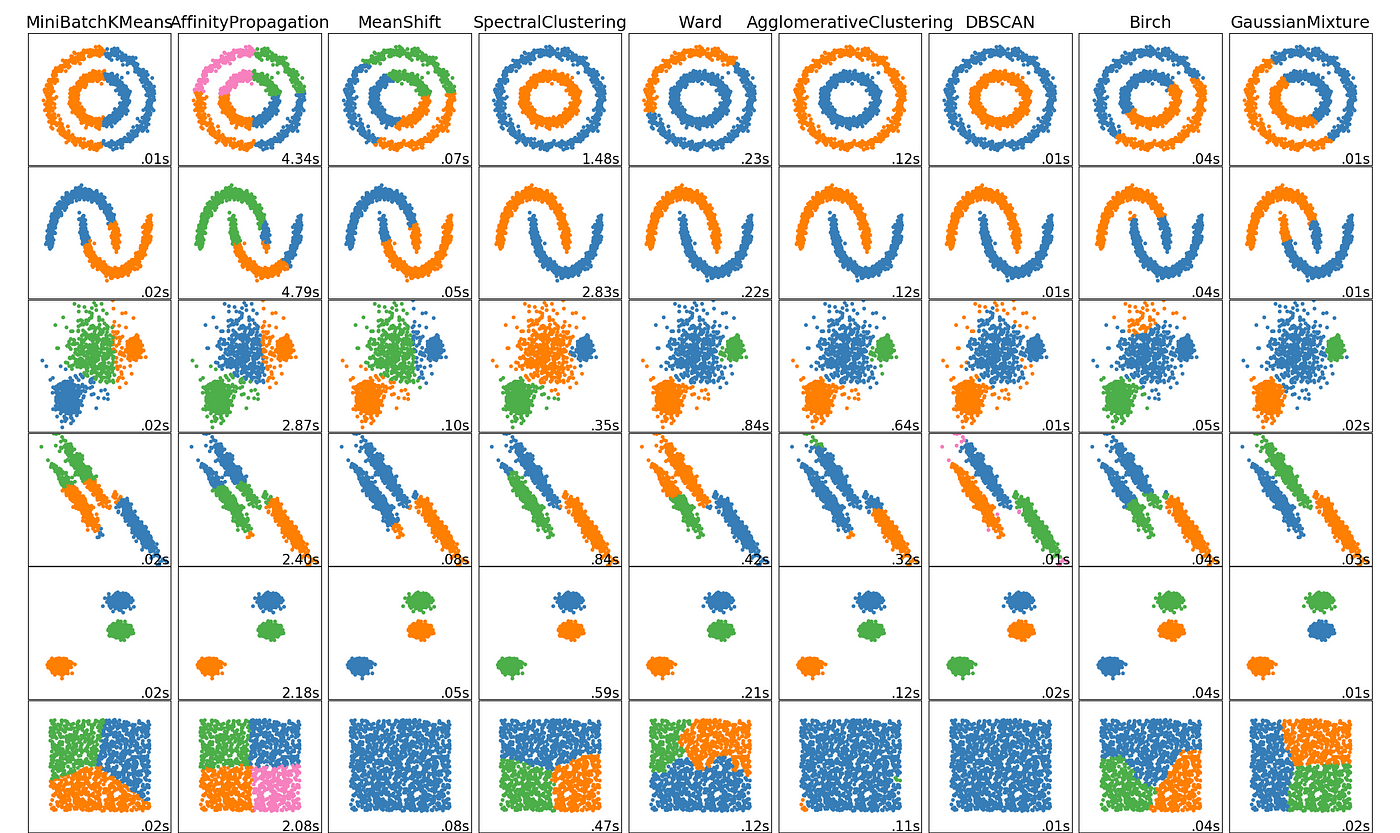 MiniBatchKMeans AffinityPropagation MeanShift SpectralClustering Ward AgglomerativeClustering DBSCAN Birch GaussianMixture
.01s 4.34s .07s 1.48s .23s .12s .01s .04s .01s
.02s 4.79s .05s 2.83s .22s .12s .01s .04s .01s
.02s 2.87s .10s .35s .84s .64s .01s .05s .02s
.02s 2.40s .08s .84s .42s .32s .01s .04s .03s
.02s 2.18s .05s .59s .21s .12s .02s .04s .01s
.02s 2.08s .08s .47s .12s .11s .01s .04s .02s